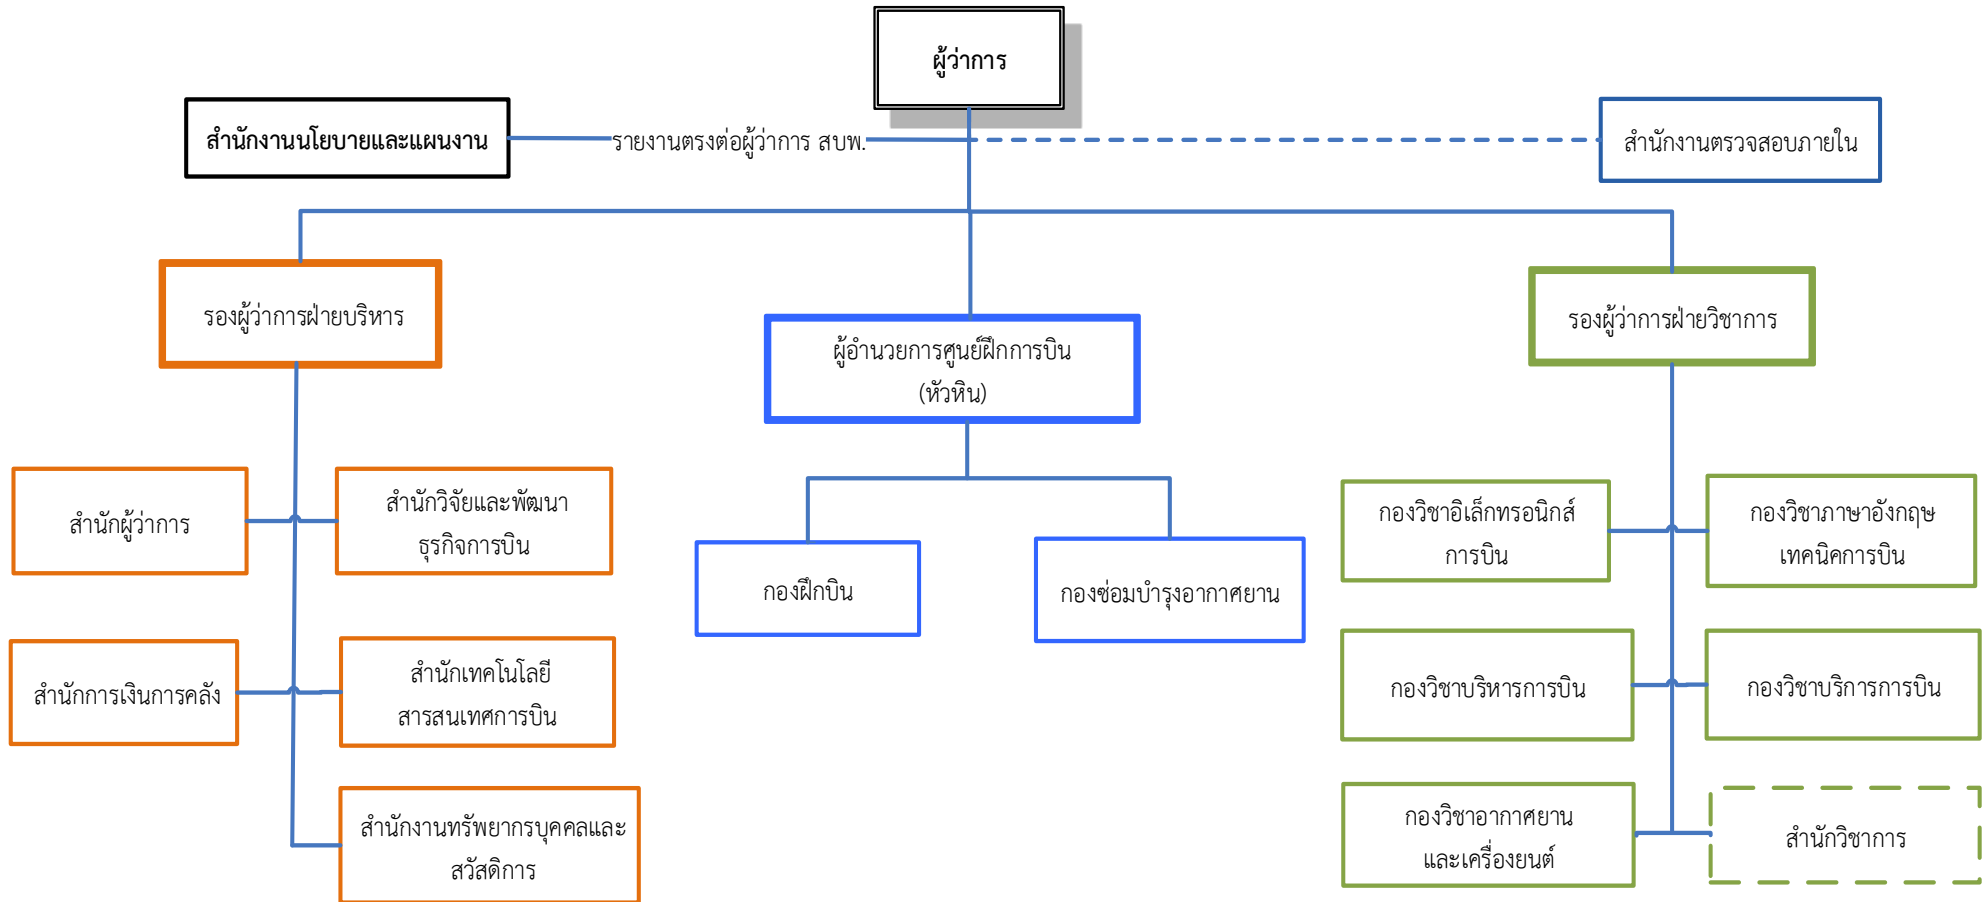 ผู้ว่าการ
สำนักงานนโยบายและแผนงาน
รายงานตรงต่อผู้ว่าการ สบพ.
สำนักงานตรวจสอบภายใน
รองผู้ว่าการฝ่ายบริหาร
ผู้อำนวยการศูนย์ฝึกการบิน
(หัวหิน)
รองผู้ว่าการฝ่ายวิชาการ
สำนักผู้ว่าการ
สำนักวิจัยและพัฒนา
ธุรกิจการบิน
สำนักการเงินการคลัง
สำนักเทคโนโลยี
สารสนเทศการบิน
สำนักงานทรัพยากรบุคคลและ
สวัสดิการ
กองฝึกบิน
กองซ่อมบำรุงอากาศยาน
กองวิชาอิเล็กทรอนิกส์
การบิน
กองวิชาภาษาอังกฤษ
เทคนิคการบิน
กองวิชาบริหารการบิน
กองวิชาบริการการบิน
กองวิชาอากาศยาน
และเครื่องยนต์
สำนักวิชาการ